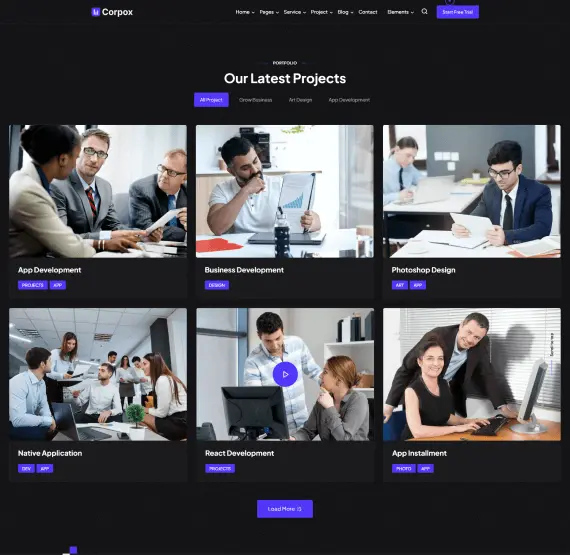 Corpox
Home Pages Service Project Blog Contact Elements Start Free Trial
PORTFOLIO
Our Latest Projects
All Project Grow Business Art Design App Development
App Development Business Development Photoshop Design
PROJECTS APP DESIGN ART APP
Native Application React Development App Installment
DEV APP PROJECTS PHOTO APP
Load More